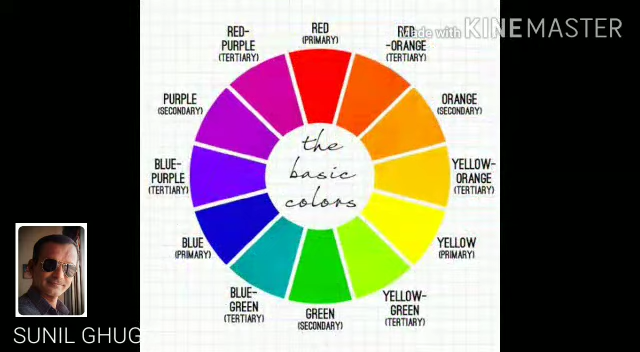 Made with KINEMASTER
RED
(PRIMARY)
RED
-ORANGE
(TERTIARY)
ORANGE
(SECONDARY)
YELLOW-
ORANGE
(TERTIARY)
YELLOW
(PRIMARY)
YELLOW-
GREEN
(TERTIARY)
GREEN
(SECONDARY)
BLUE-
GREEN
(TERTIARY)
BLUE
(PRIMARY)
BLUE-
PURPLE
(TERTIARY)
PURPLE
(SECONDARY)
RED-
PURPLE
(TERTIARY)
the
basic
colors
SUNIL GHUG